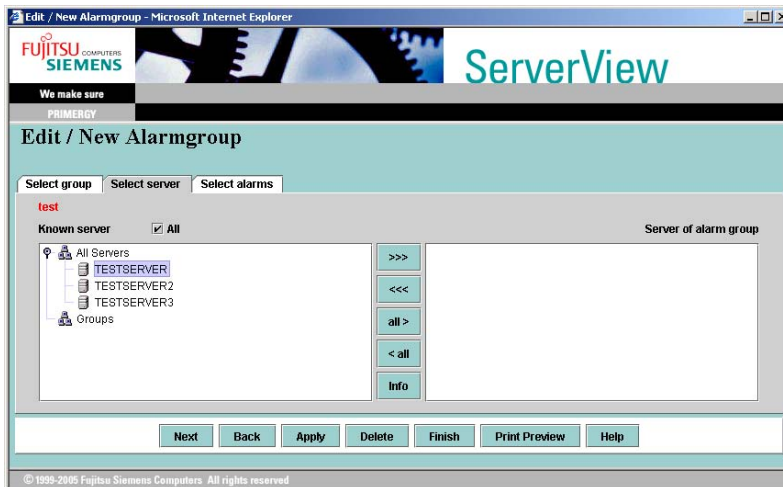 Edit / New Alarmgroup - Microsoft Internet Explorer
FUJITSU COMPUTERS
SIEMENS
ServerView
We make sure
PRIMERGY
Edit / New Alarmgroup
Select group Select server Select alarms
test
Known server All Server of alarm group
All Servers
TESTSERVER
TESTSERVER2
TESTSERVER3
Groups
>>>
<<<
all >
< all
Info
Next Back Apply Delete Finish Print Preview Help
© 1999-2005 Fujitsu Siemens Computers All rights reserved